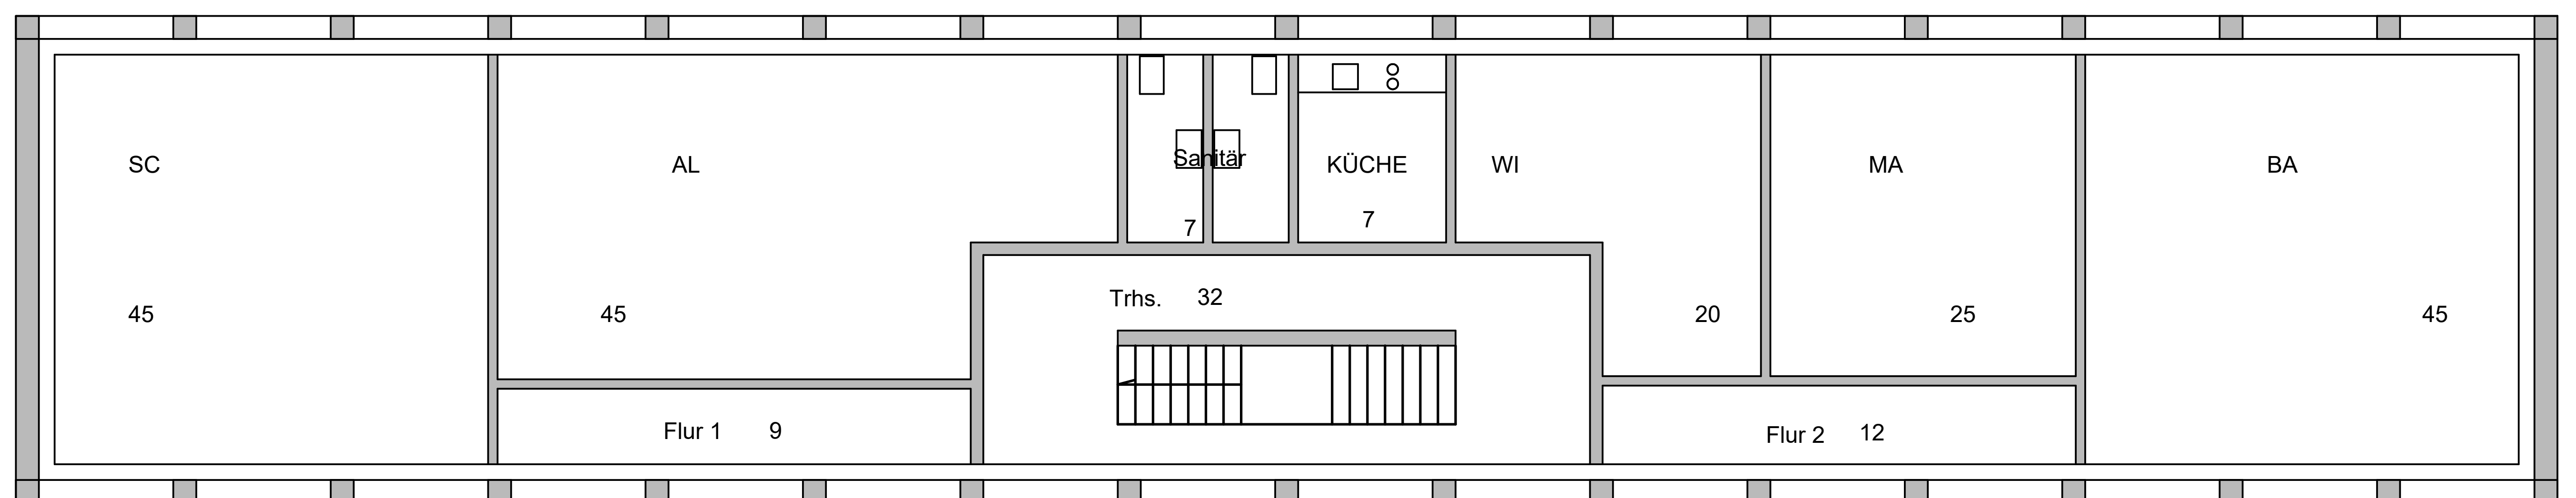 SC
AL
Sanitär
KÜCHE
WI
MA
BA
7
7
45
45
Trhs. 32
20
25
45
Flur 1 9
Flur 2 12